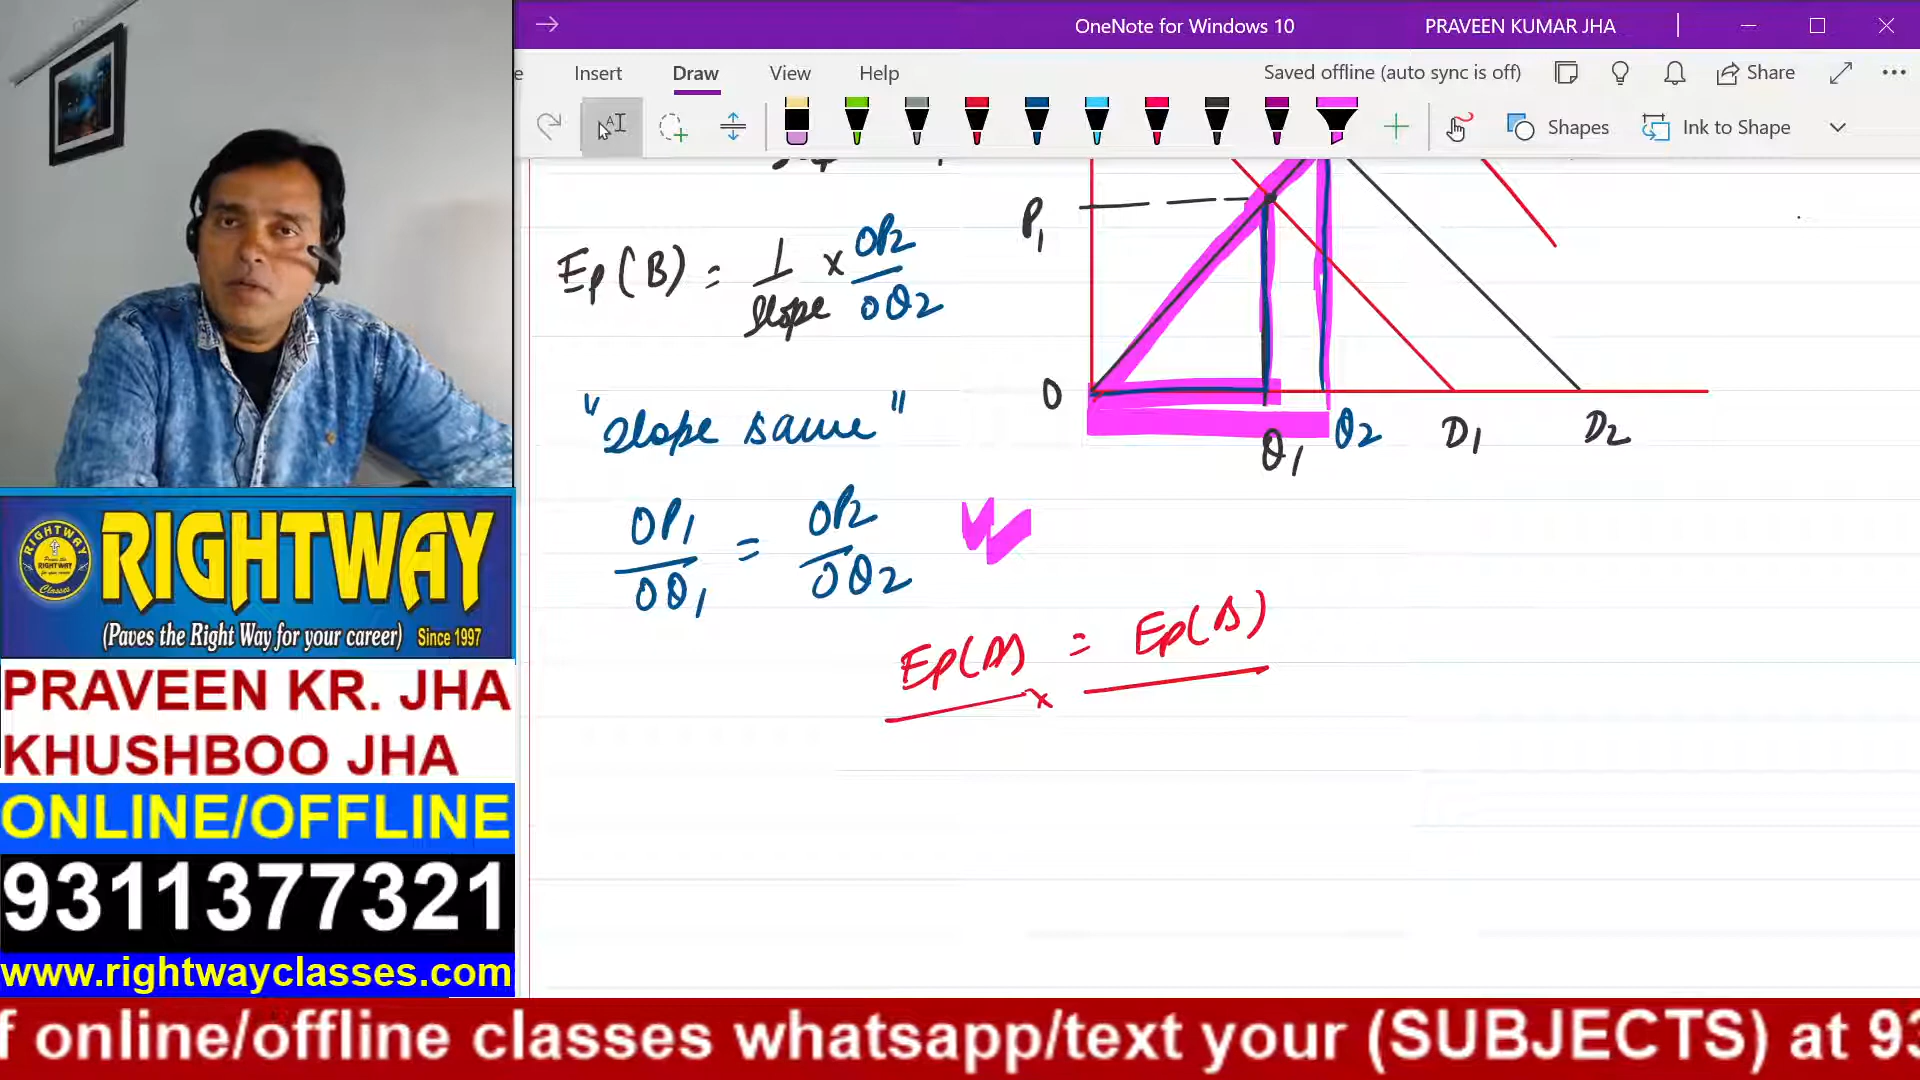 OneNote for Windows 10
PRAVEEN KUMAR JHA
Insert Draw View Help
Saved offline (auto sync is off)
Share
Shapes
Ink to Shape
P1
Ep(B) = 1/slope × OP2/OQ2
"slope same"
O
Q1 Q2 D1 D2
OP1/OQ1 = OP2/OQ2
Ep(A) = Ep(B)
RIGHTWAY
Classes
(Paves the Right Way for your career) Since 1997
PRAVEEN KR. JHA
KHUSHBOO JHA
ONLINE/OFFLINE
9311377321
www.rightwayclasses.com
f online/offline classes whatsapp/text your (SUBJECTS) at 93